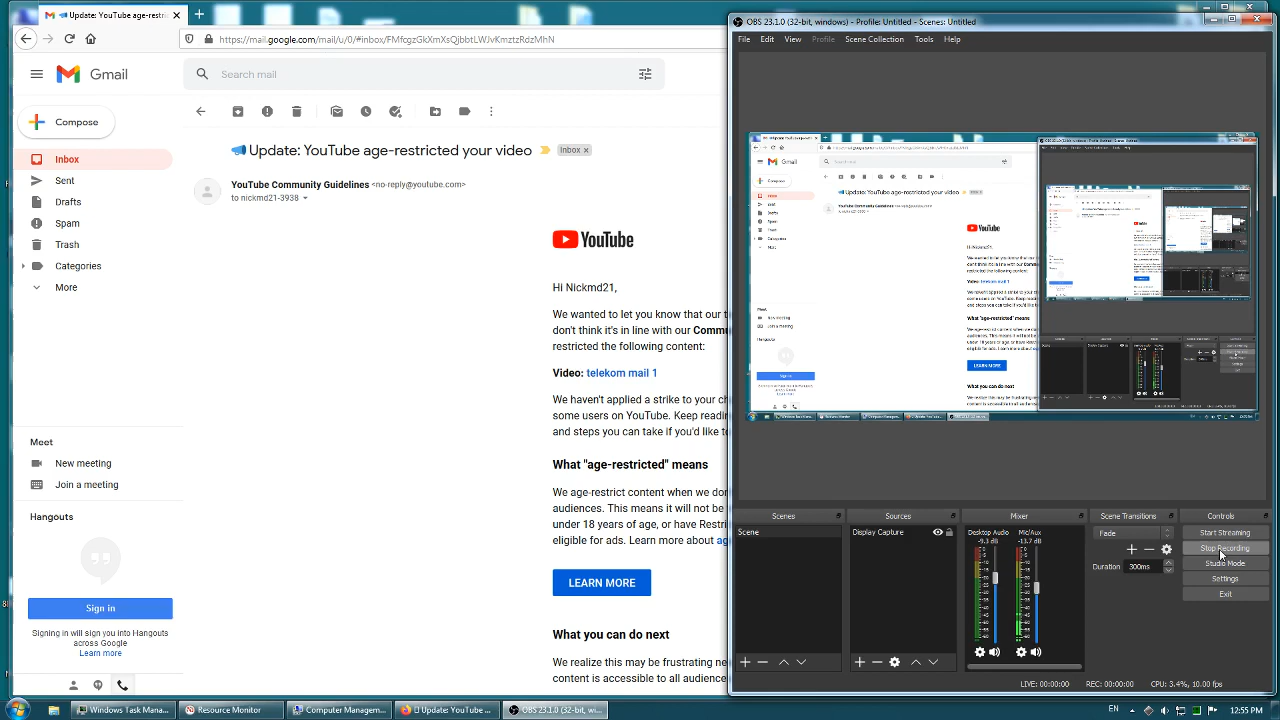 Update: YouTube age-restri
https://mail.google.com/mail/u/0/#inbox/FMfcgzGkXmXsQjbbtLWJvKmztzRdzMnN
Gmail
Search mail
Compose
Inbox
Sent
Drafts
Spam
Trash
Categories
More
Meet
New meeting
Join a meeting
Hangouts
Sign in
Signing in will sign you into Hangouts
across Google
Learn more
Update: YouTube age-restricted your video
Inbox
YouTube Community Guidelines <no-reply@youtube.com>
to nickmd21-3938
YouTube
Hi Nickmd21,
We wanted to let you know that our t
don't think it's in line with our Commu
restricted the following content:
Video: telekom mail 1
We haven't applied a strike to your ch
some users on YouTube. Keep reading
and steps you can take if you'd like to
What "age-restricted" means
We age-restrict content when we don
audiences. This means it will not be
under 18 years of age, or have Restri
eligible for ads. Learn more about ag
LEARN MORE
What you can do next
We realize this may be frustrating ne
content is accessible to all audience
OBS 23.1.0 (32-bit, windows) - Profile: Untitled - Scenes: Untitled
File Edit View Profile Scene Collection Tools Help
Scenes
Scene
Sources
Display Capture
Mixer
Desktop Audio
-9.3 dB
Mic/Aux
-13.7 dB
Scene Transitions
Fade
Duration 300ms
Controls
Start Streaming
Stop Recording
Studio Mode
Settings
Exit
LIVE: 00:00:00 REC: 00:00:00 CPU: 3.4%, 10.00 fps
Windows Task Mana...
Resource Monitor
Computer Managem...
Update: YouTube ...
OBS 23.1.0 (32-bit, wi...
EN
12:55 PM